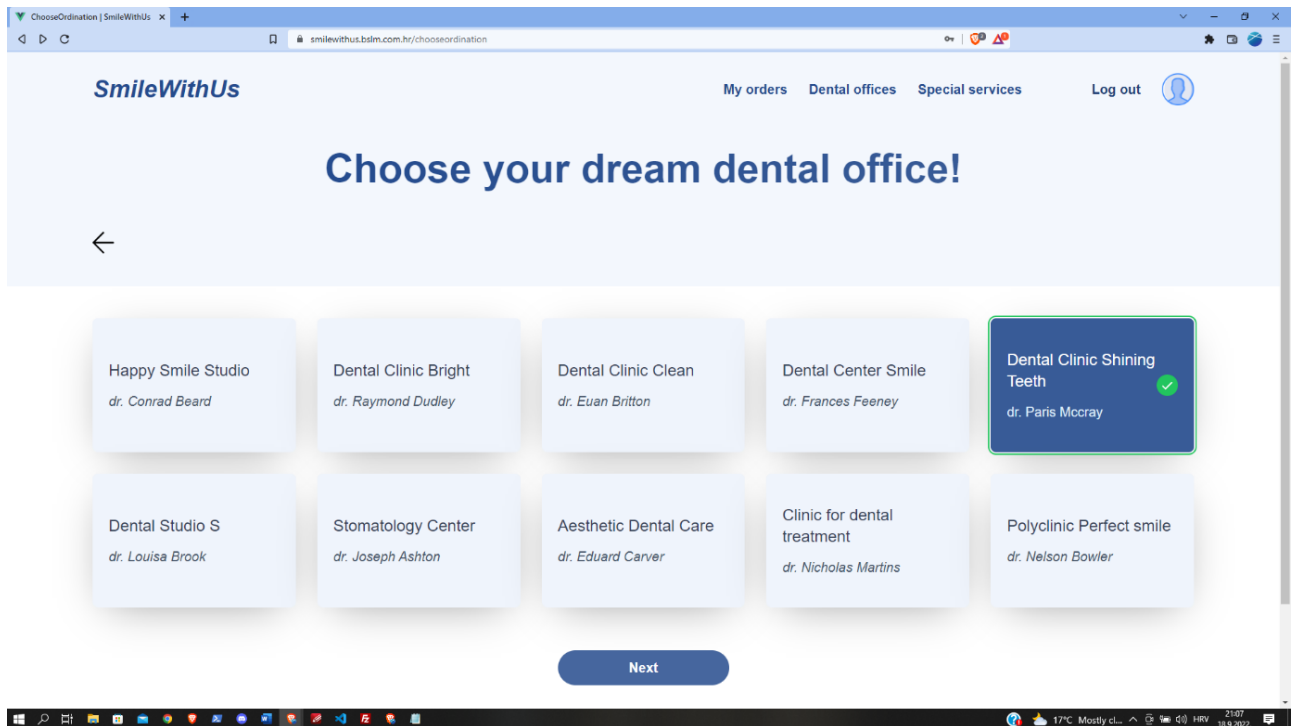 ChooseOrdination | SmileWithUs
smilewithus.bslm.com.hr/chooseordination
SmileWithUs
My orders Dental offices Special services Log out
Choose your dream dental office!
Happy Smile Studio
dr. Conrad Beard
Dental Clinic Bright
dr. Raymond Dudley
Dental Clinic Clean
dr. Euan Britton
Dental Center Smile
dr. Frances Feeney
Dental Clinic Shining
Teeth
dr. Paris Mccray
Dental Studio S
dr. Louisa Brook
Stomatology Center
dr. Joseph Ashton
Aesthetic Dental Care
dr. Eduard Carver
Clinic for dental
treatment
dr. Nicholas Martins
Polyclinic Perfect smile
dr. Nelson Bowler
Next
17°C Mostly cl... HRV 21:07
18.9.2022.